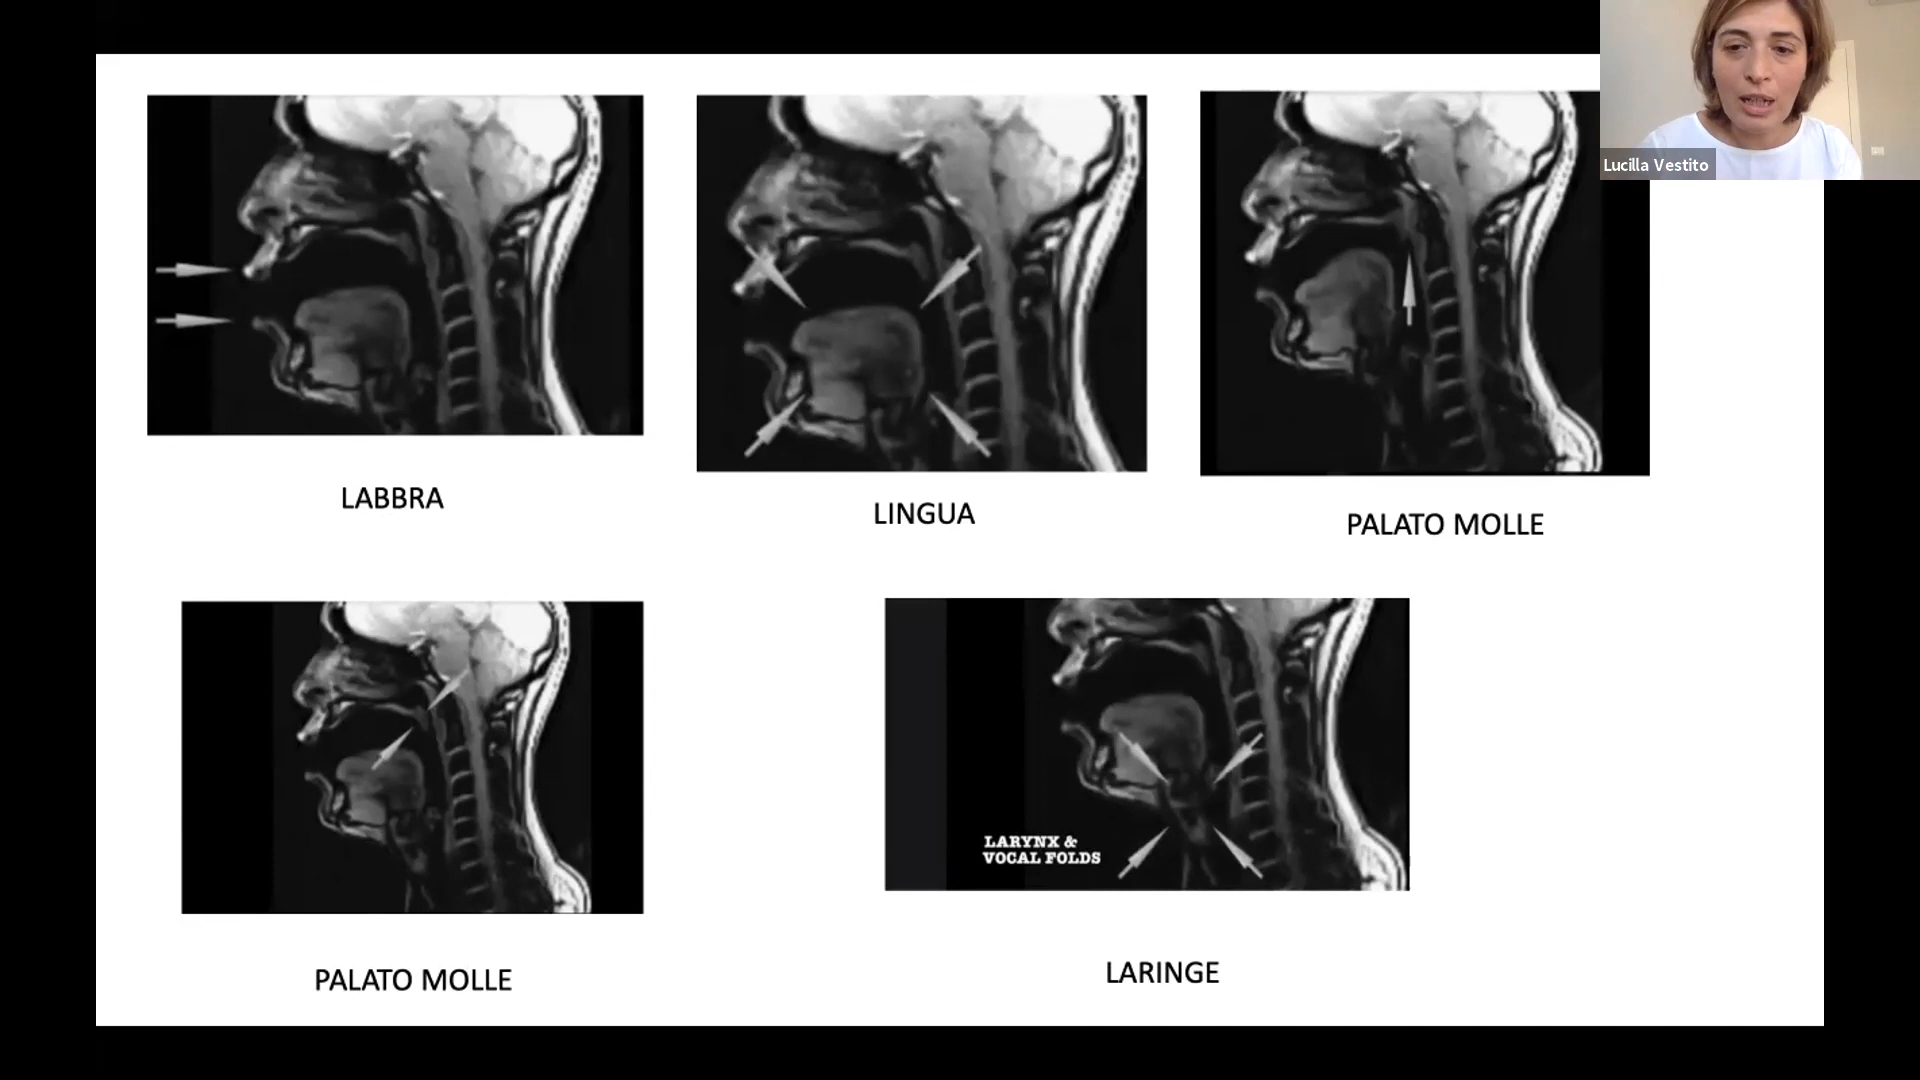 Lucilla Vestito
LABBRA
LINGUA
PALATO MOLLE
LARYNX &
VOCAL FOLDS
PALATO MOLLE
LARINGE